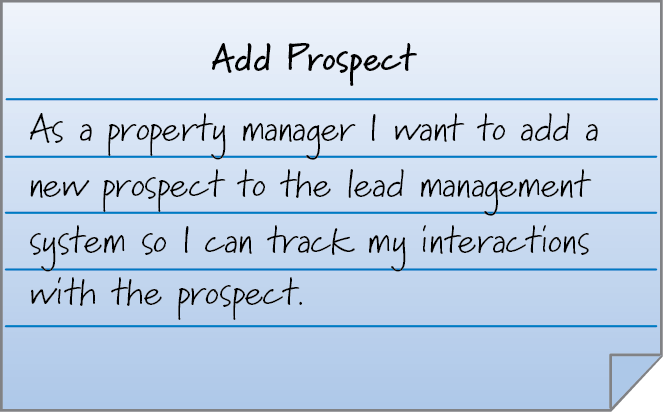 Add Prospect
As a property manager I want to add a
new prospect to the lead management
system so I can track my interactions
with the prospect.